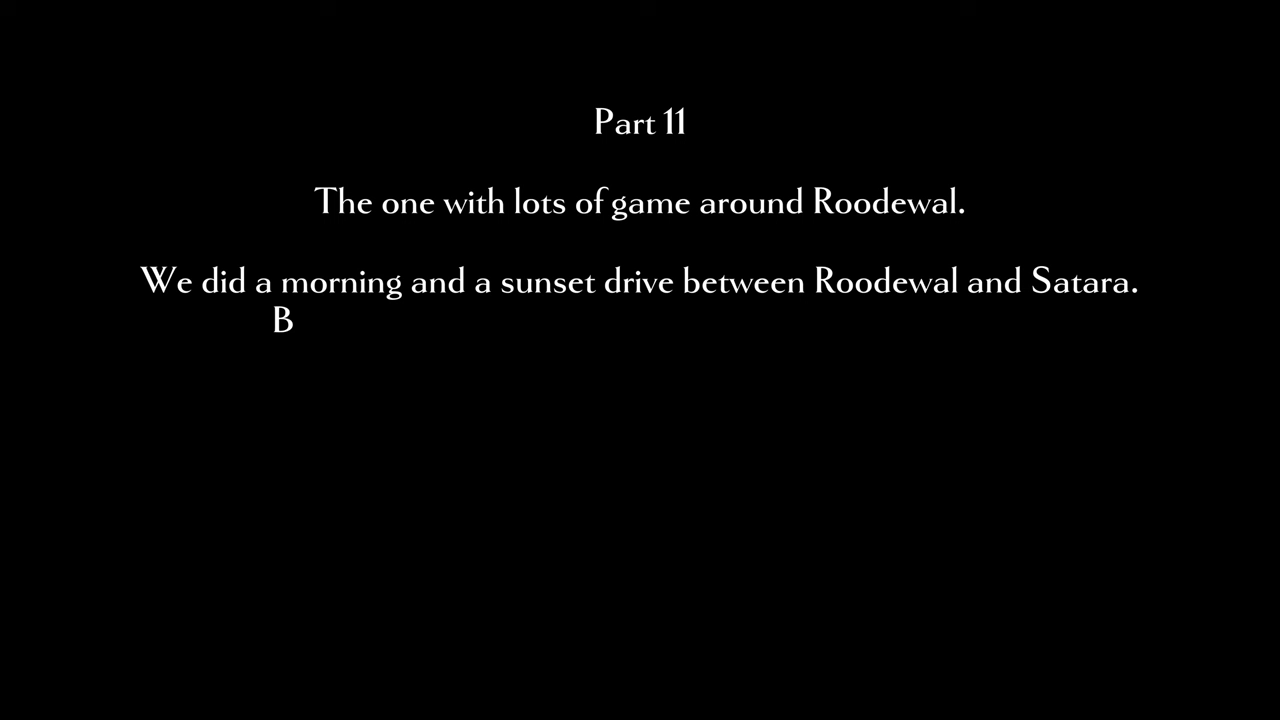 Part 11
The one with lots of game around Roodewal.
We did a morning and a sunset drive between Roodewal and Satara.
B